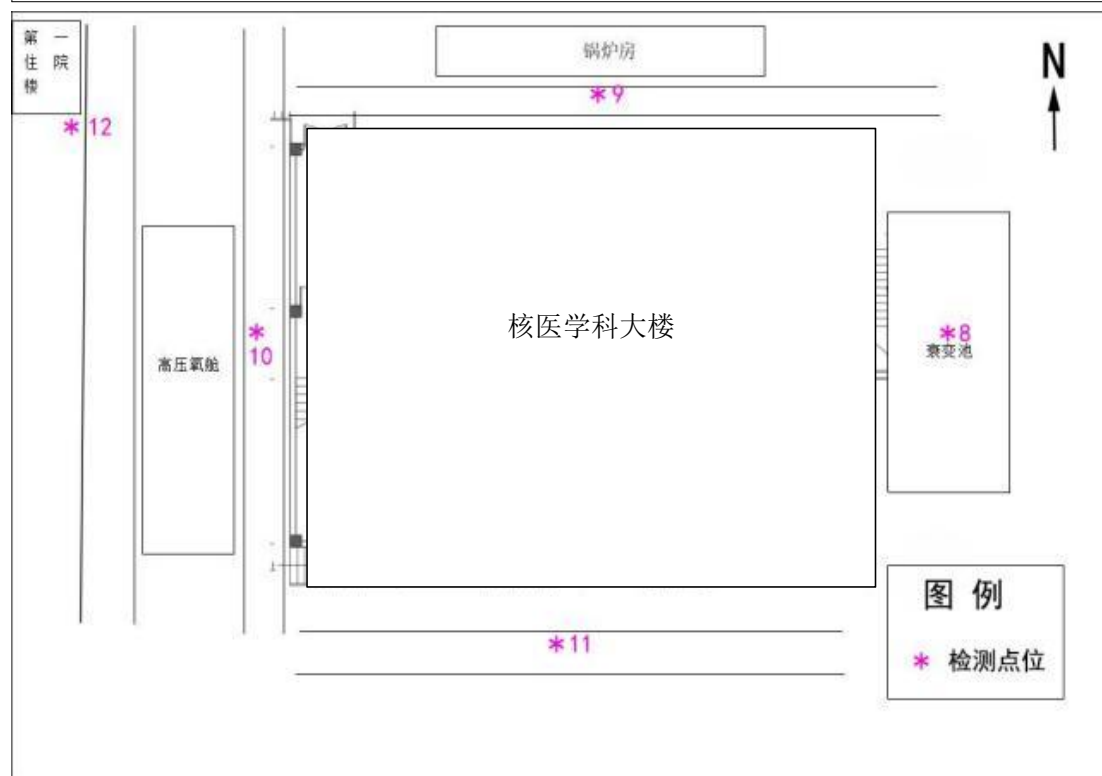 第一
住院
楼
锅炉房
N
*9
*12
核医学科大楼
*
10
高压氧舱
*8
衰变池
图 例
* 检测点位
*11